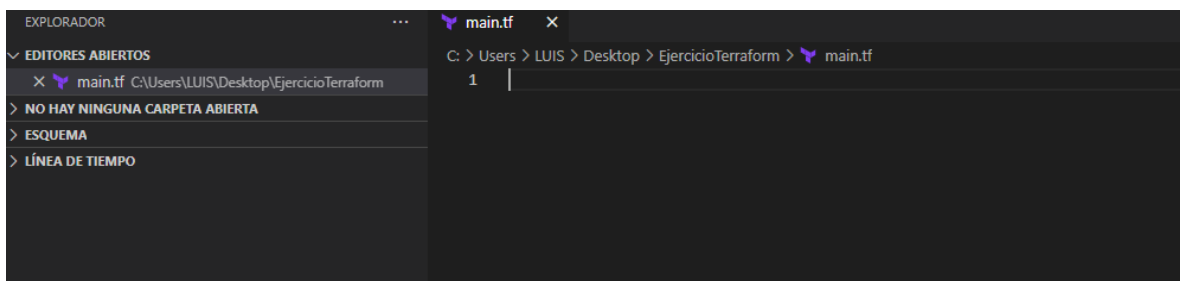 EXPLORADOR ...
EDITORES ABIERTOS
main.tf C:\Users\LUIS\Desktop\EjercicioTerraform
NO HAY NINGUNA CARPETA ABIERTA
ESQUEMA
LÍNEA DE TIEMPO
main.tf
C: > Users > LUIS > Desktop > EjercicioTerraform > main.tf
1